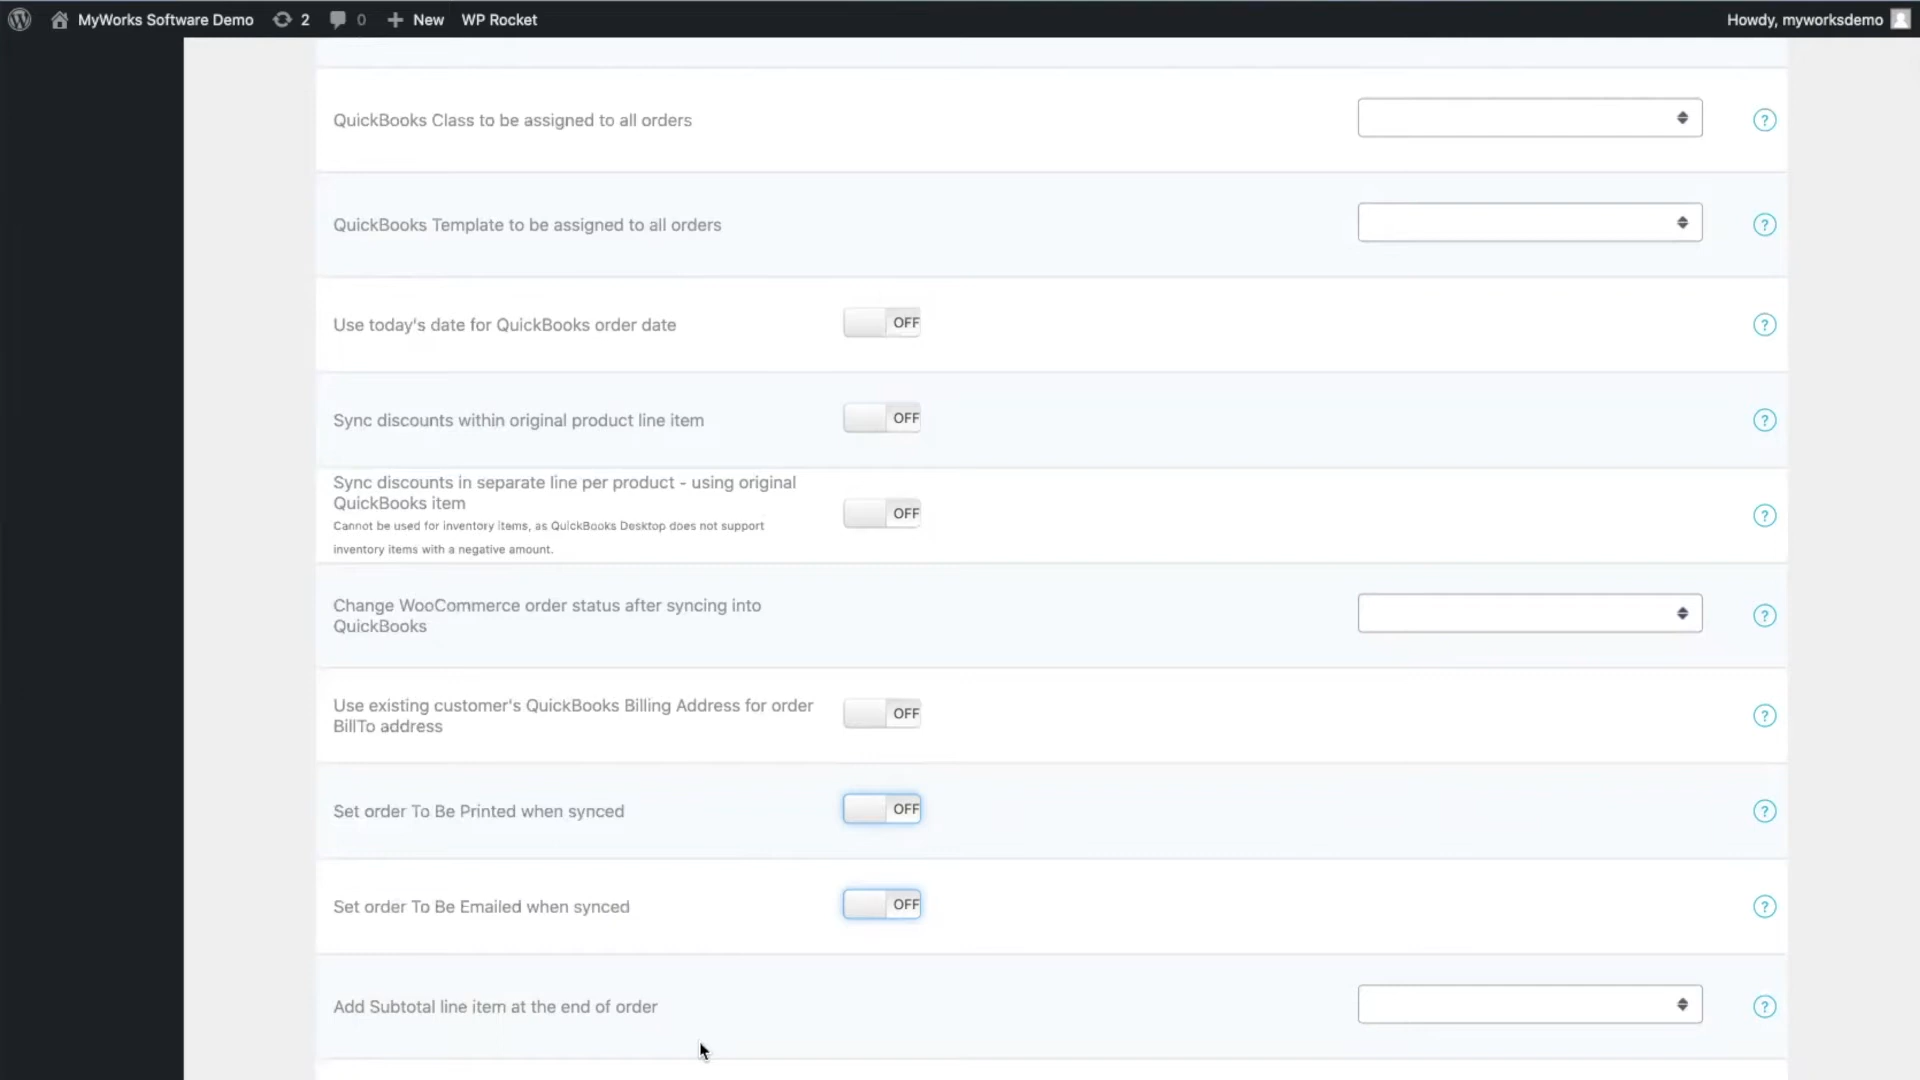 MyWorks Software Demo 2 0 New WP Rocket Howdy, myworksdemo
QuickBooks Class to be assigned to all orders ?
QuickBooks Template to be assigned to all orders ?
Use today's date for QuickBooks order date OFF ?
Sync discounts within original product line item OFF ?
Sync discounts in separate line per product - using original
QuickBooks item
OFF ?
Cannot be used for inventory items, as QuickBooks Desktop does not support
inventory items with a negative amount.
Change WooCommerce order status after syncing into
QuickBooks
?
Use existing customer's QuickBooks Billing Address for order
BillTo address
OFF ?
Set order To Be Printed when synced OFF ?
Set order To Be Emailed when synced OFF ?
Add Subtotal line item at the end of order ?